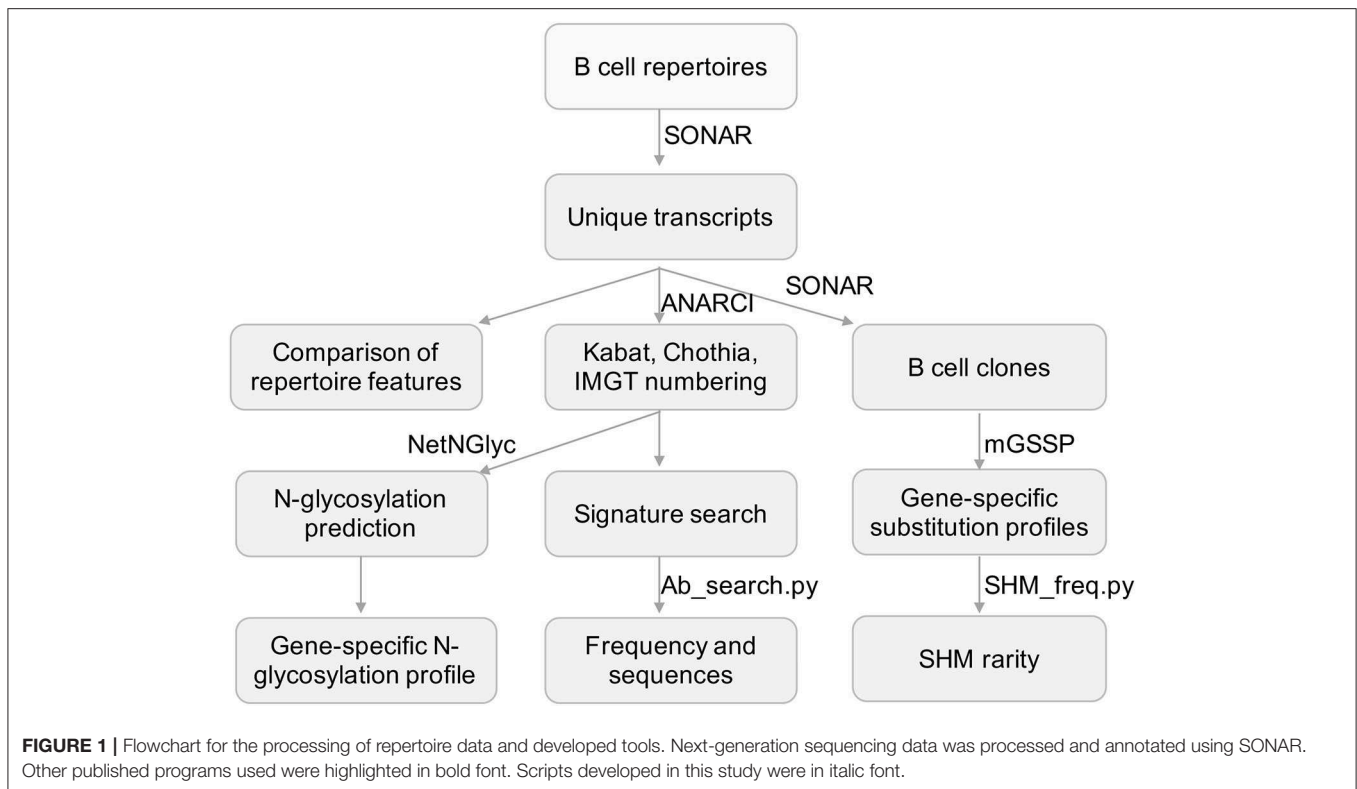 B cell repertoires
SONAR
Unique transcripts
SONAR
ANARCI
Comparison of
repertoire features
Kabat, Chothia,
IMGT numbering
B cell clones
NetNGlyc
mGSSP
N-glycosylation
prediction
Signature search
Gene-specific
substitution profiles
Ab_search.py
SHM_freq.py
Gene-specific N-
glycosylation profile
Frequency and
sequences
SHM rarity
FIGURE 1 | Flowchart for the processing of repertoire data and developed tools. Next-generation sequencing data was processed and annotated using SONAR.
Other published programs used were highlighted in bold font. Scripts developed in this study were in italic font.